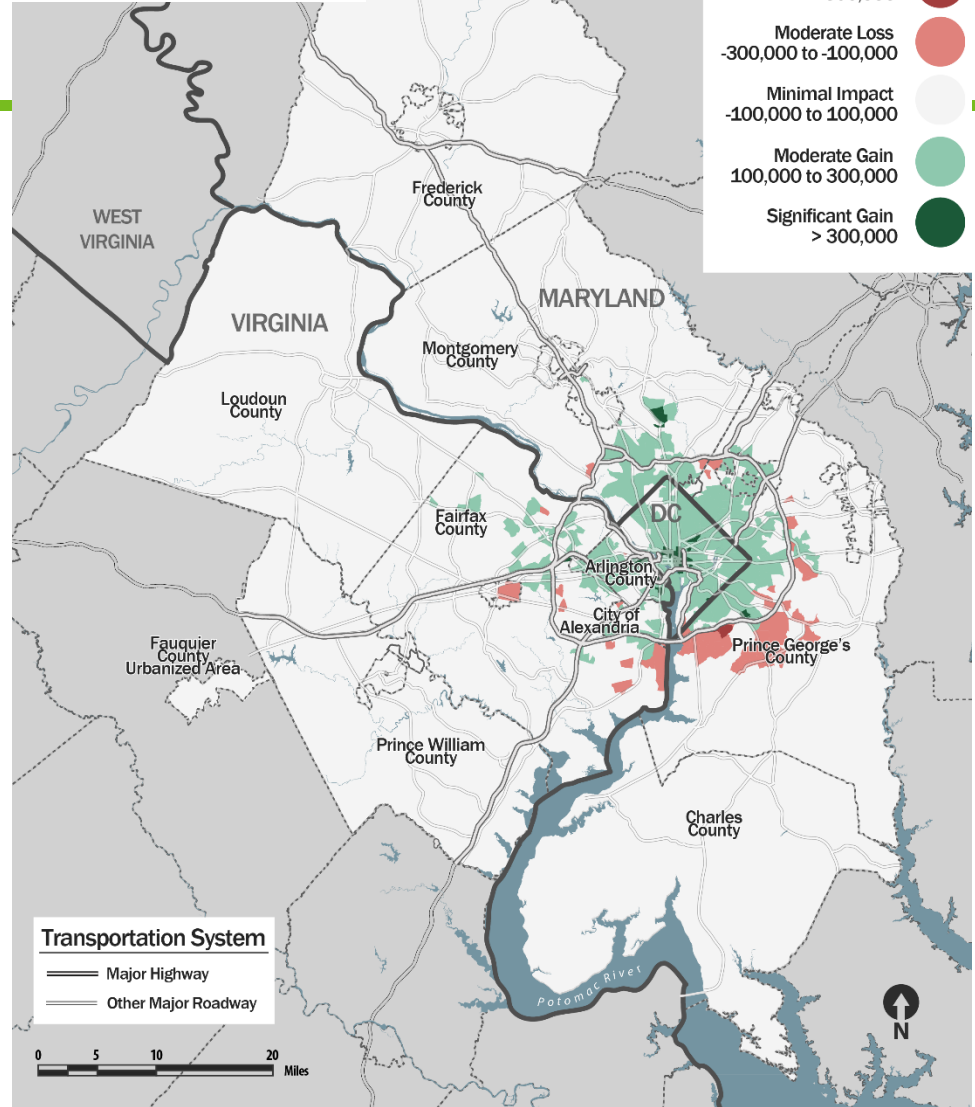 Moderate Loss
-300,000 to -100,000
Minimal Impact
-100,000 to 100,000
Moderate Gain
100,000 to 300,000
Significant Gain
> 300,000
Frederick
County
WEST
VIRGINIA
MARYLAND
VIRGINIA
Montgomery
County
Loudoun
County
DC
Fairfax
County
Arlington
County
City of
Alexandria
Prince George's
County
Fauquier
County
Urbanized Area
Prince William
County
Charles
County
Transportation System
Major Highway
Other Major Roadway
Potomac River
N
0 5 10 20
Miles